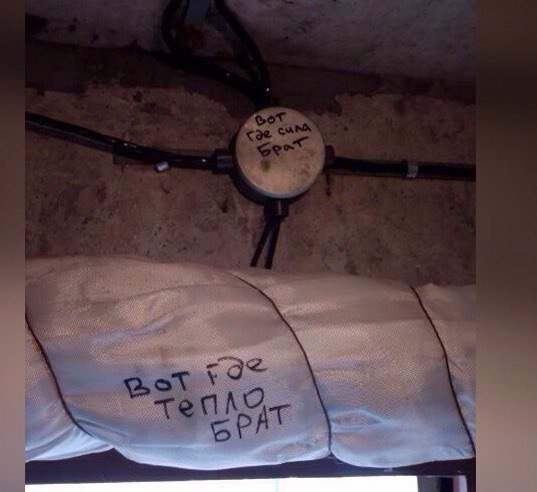 Вот
где сила
Брат
Вот где
тепло
БРАТ